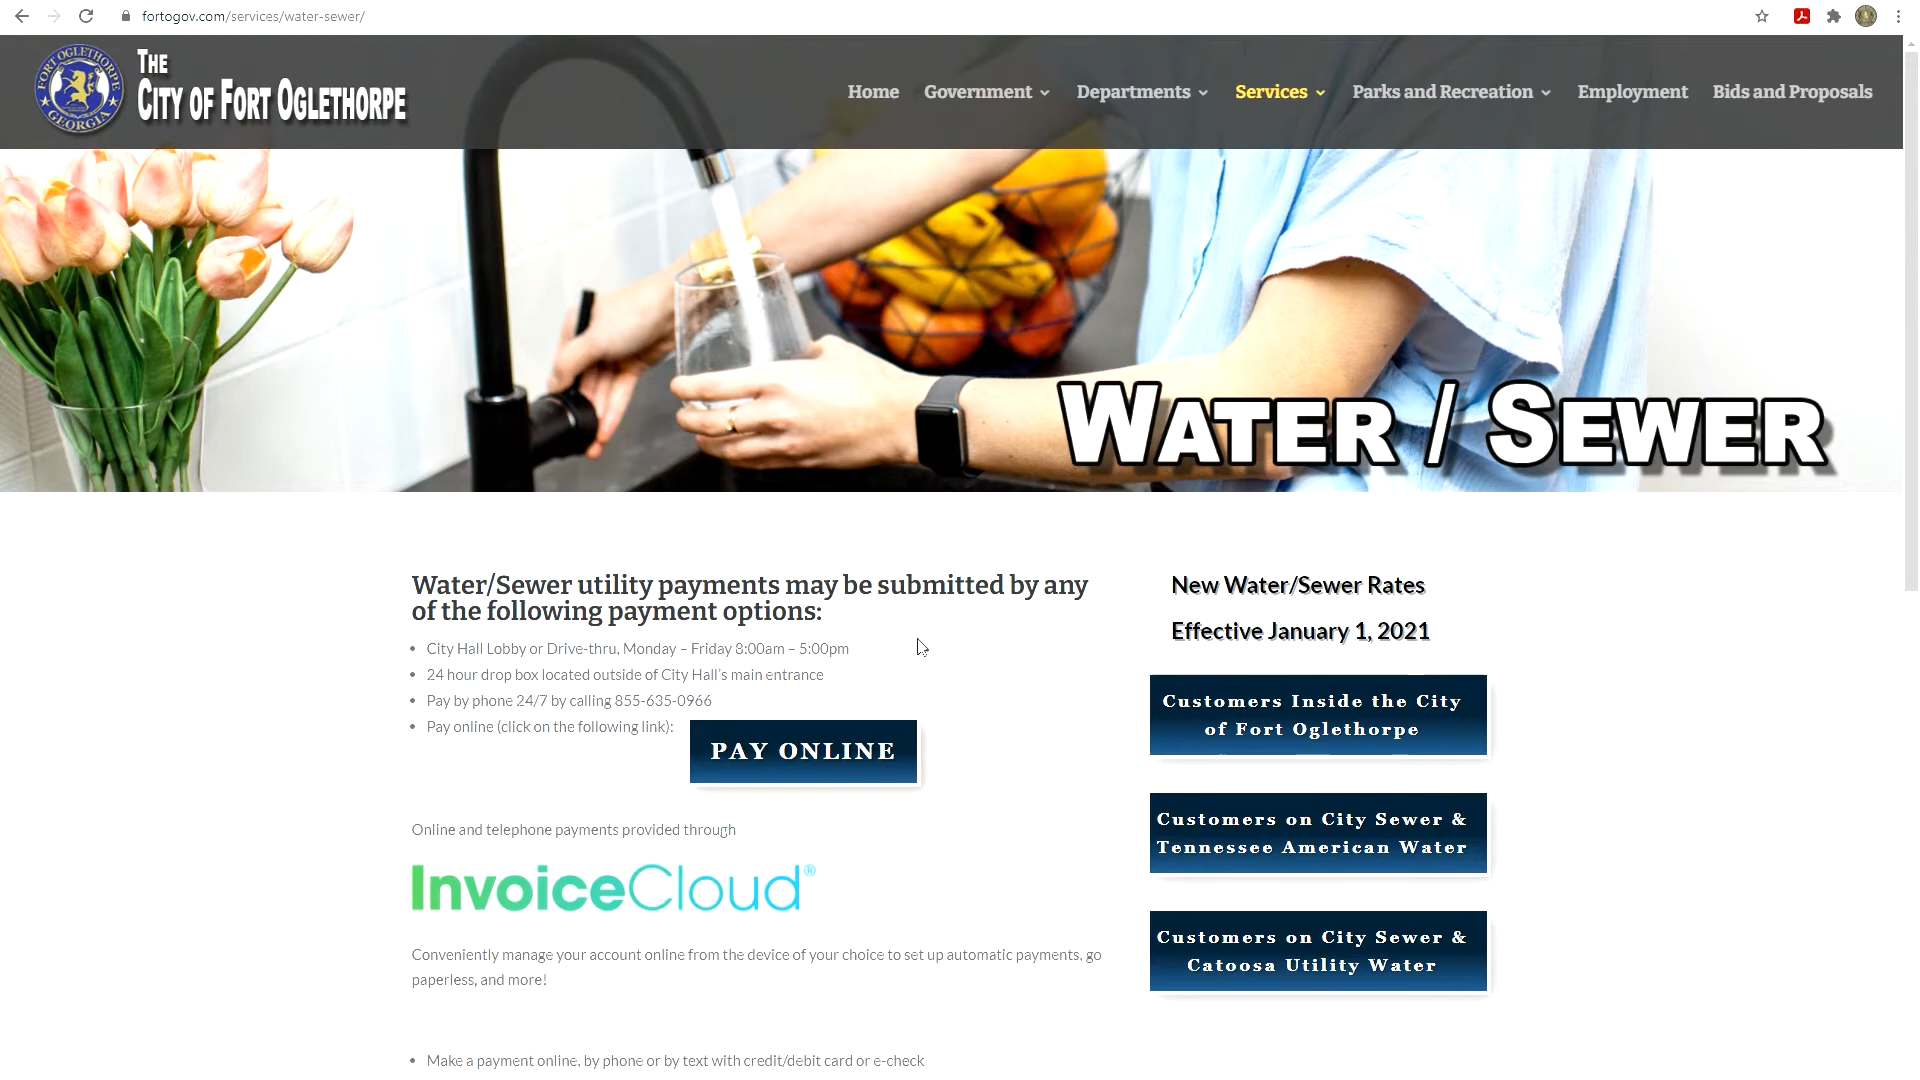 fortogov.com/services/water-sewer/
THE
CITY OF FORT OGLETHORPE
FORT OGLETHORPE
GEORGIA
Home Government Departments Services Parks and Recreation Employment Bids and Proposals
WATER / SEWER
Water/Sewer utility payments may be submitted by any
of the following payment options:
• City Hall Lobby or Drive-thru, Monday – Friday 8:00am – 5:00pm
• 24 hour drop box located outside of City Hall's main entrance
• Pay by phone 24/7 by calling 855-635-0966
• Pay online (click on the following link):
PAY ONLINE
Online and telephone payments provided through
InvoiceCloud®
Conveniently manage your account online from the device of your choice to set up automatic payments, go
paperless, and more!
• Make a payment online, by phone or by text with credit/debit card or e-check
New Water/Sewer Rates
Effective January 1, 2021
Customers Inside the City
of Fort Oglethorpe
Customers on City Sewer &
Tennessee American Water
Customers on City Sewer &
Catoosa Utility Water